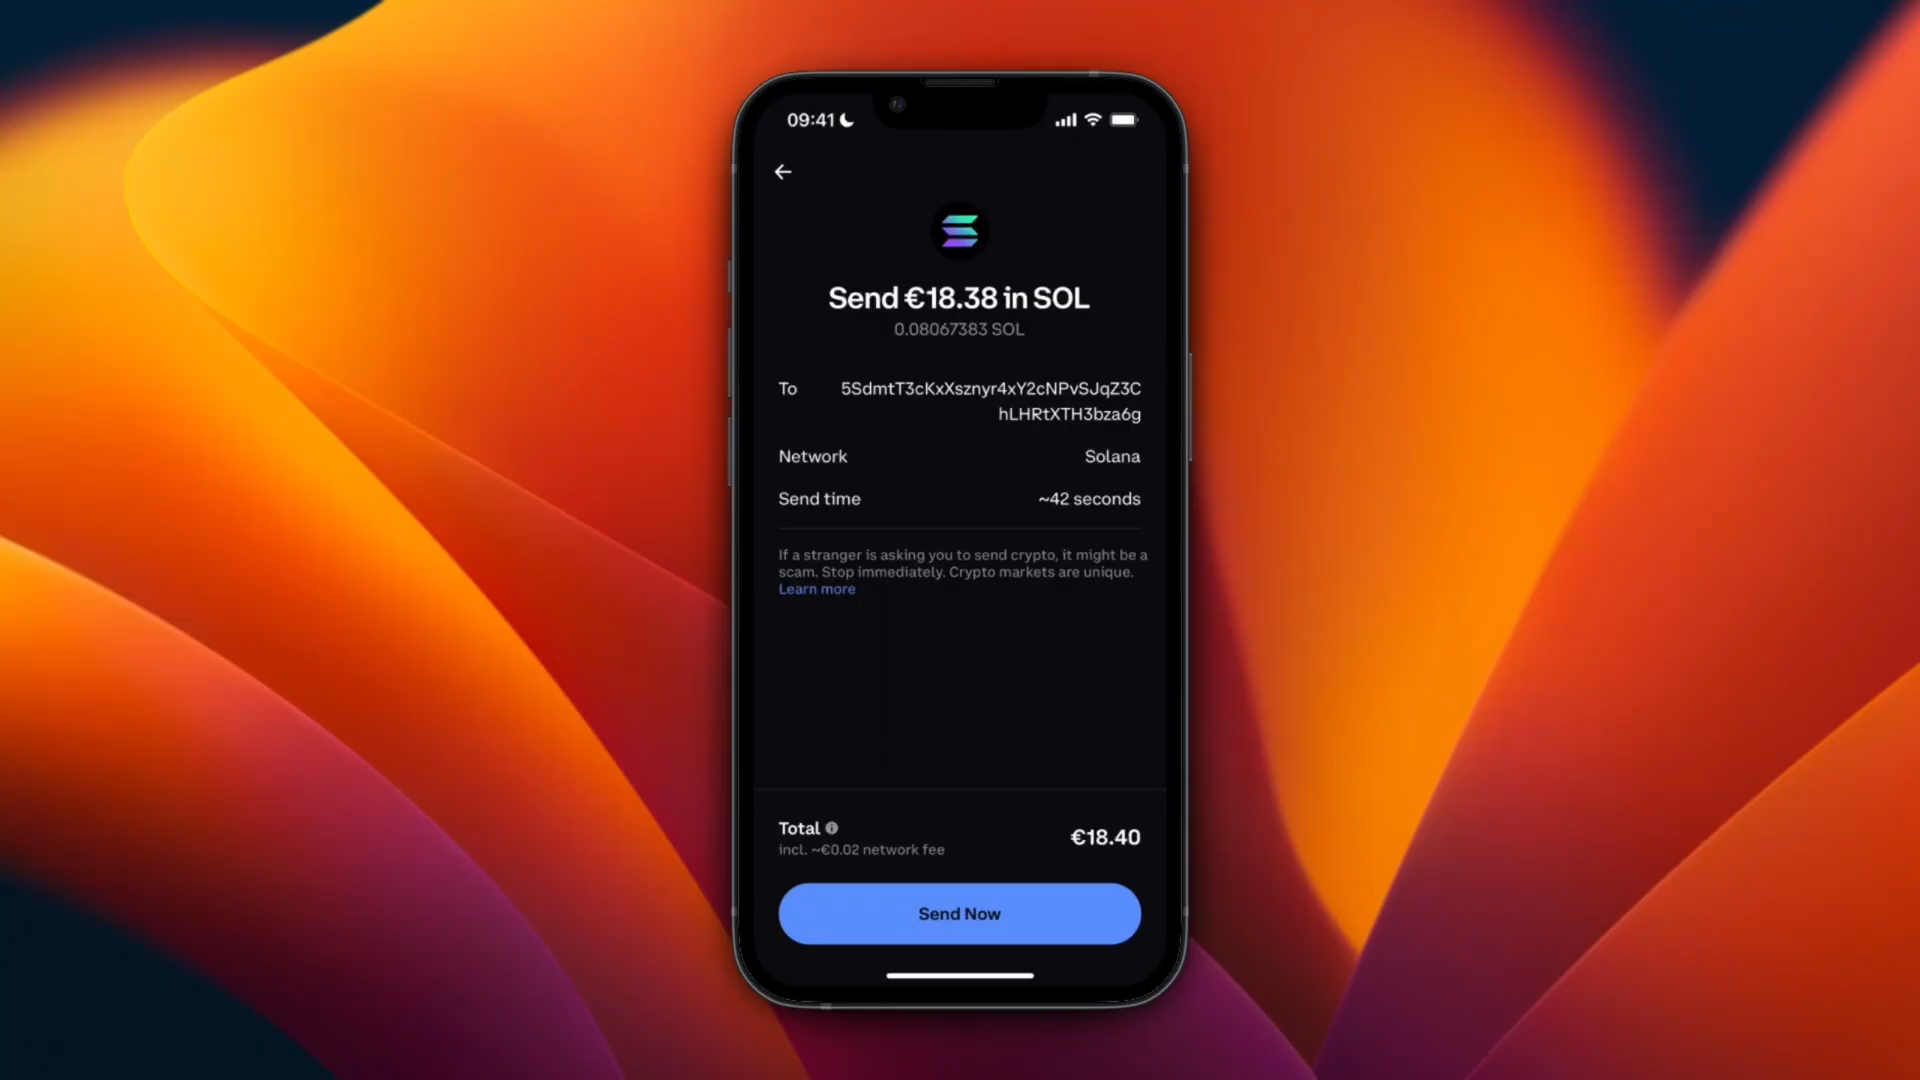 09:41
Send €18.38 in SOL
0.08067383 SOL
To 5SdmtT3cKxXsznyr4xY2cNPvSJqZ3C
hLHRtXTH3bza6g
Network Solana
Send time ~42 seconds
If a stranger is asking you to send crypto, it might be a
scam. Stop immediately. Crypto markets are unique.
Learn more
Total €18.40
incl. ~€0.02 network fee
Send Now